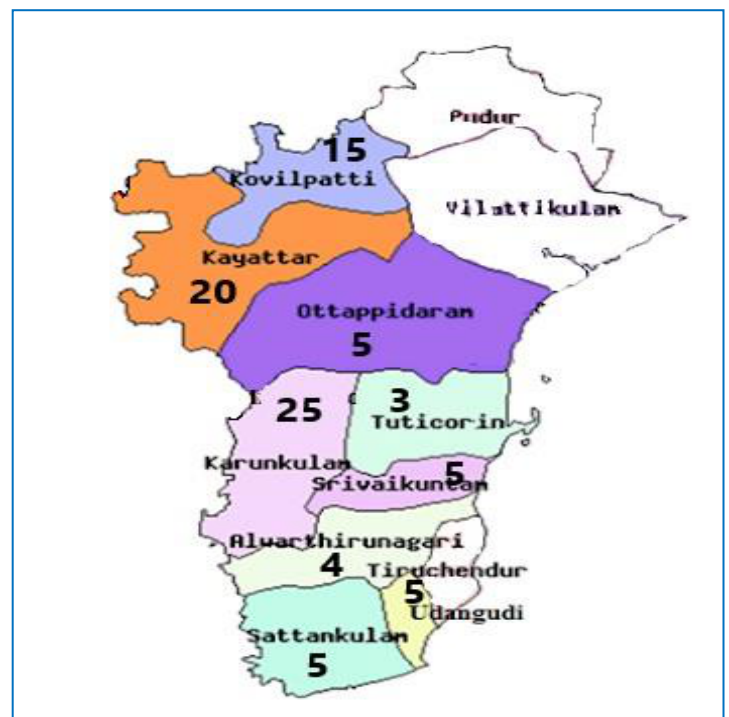 Pudur
15
Kovilpatti
Vilattikulam
Kayattar
20
Ottappidaram
5
25
3
Tuticorin
Karunkulam
5
Srivaikuntam
Alwarthirunagari
4
Tiruchendur
5
Udangudi
Sattankulam
5